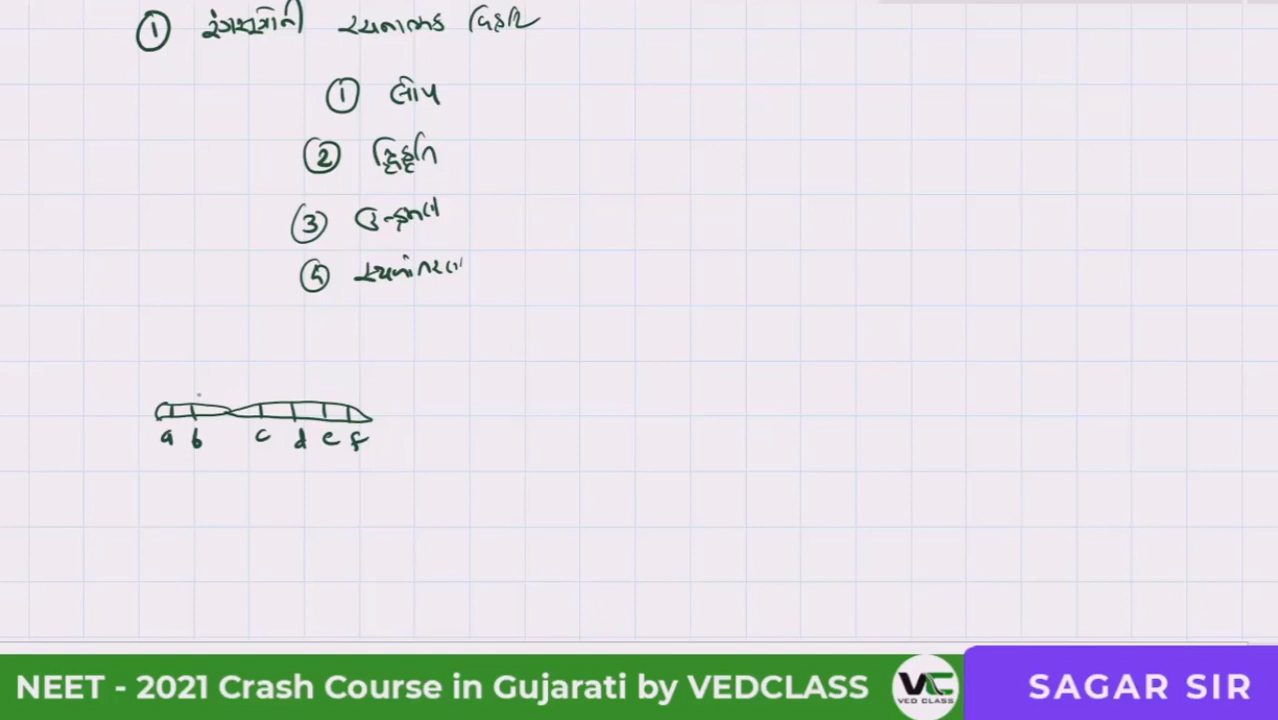 ① રંગસૂત્રોની રચનાત્મક વિકૃતિ
① લોપ
② દ્વિકૃતિ
③ ઉત્ક્રમણ
④ સ્થાનાંતરણ
a b c d e f
NEET - 2021 Crash Course in Gujarati by VEDCLASS
VC
VED CLASS
SAGAR SIR